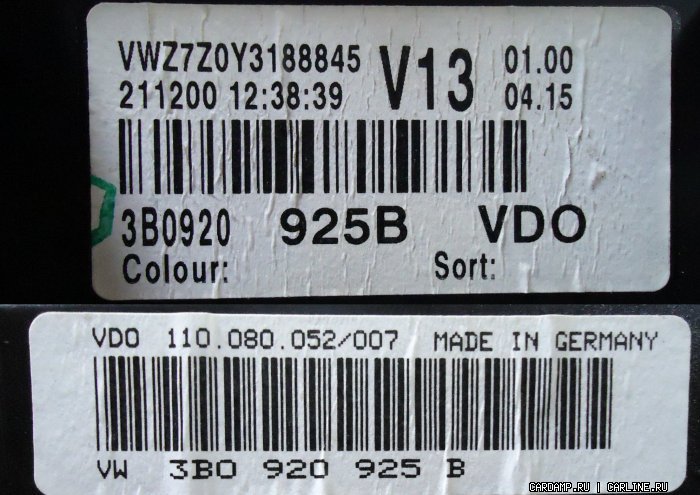 VWZ7Z0Y3188845 V13 01.00
211200 12:38:39 04.15
3B0920 925B VDO
Colour: Sort:
VDO 110.080.052/007 MADE IN GERMANY
VW 3B0 920 925 B
CARDAMP.RU | CARLINE.RU